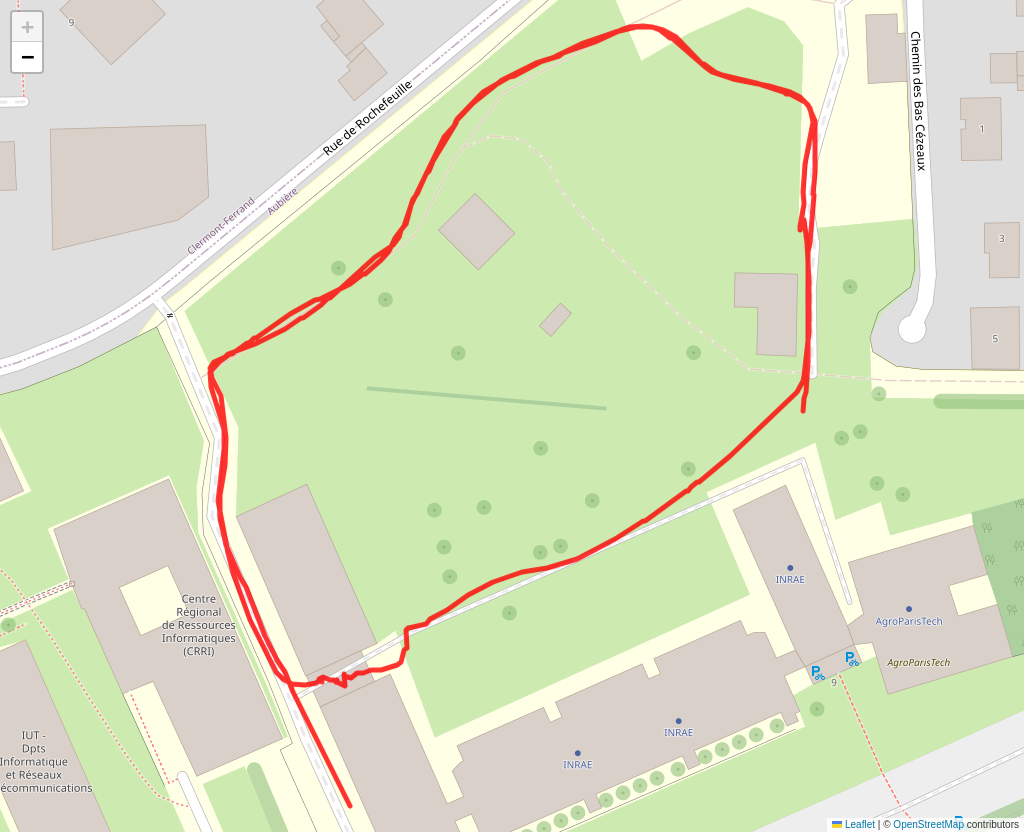 9
+
−
Rue de Rochefeuille
Clermont-Ferrand
Aubière
Chemin des Bas Cézeaux
1
3
5
Centre
Régional
de Ressources
Informatiques
(CRRI)
INRAE
AgroParisTech
AgroParisTech
9
INRAE
INRAE
IUT -
Dpts
Informatique
et Réseaux
écommunications
Leaflet | © OpenStreetMap contributors